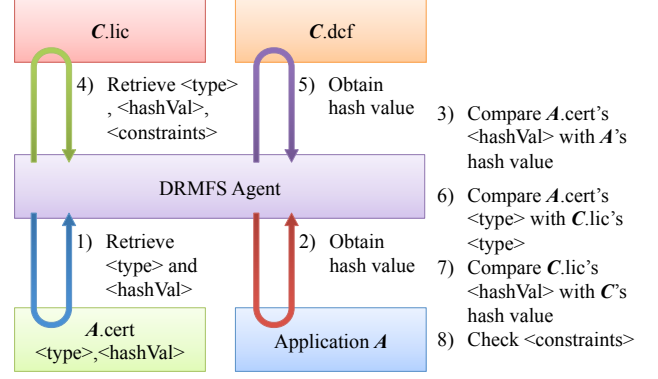 C.lic
C.dcf
4) Retrieve <type>
, <hashVal>,
<constraints>
5) Obtain
hash value
3) Compare A.cert's
<hashVal> with A's
hash value
DRMFS Agent
6) Compare A.cert's
<type> with C.lic's
<type>
1) Retrieve
<type> and
<hashVal>
2) Obtain
hash value
7) Compare C.lic's
<hashVal> with C's
hash value
8) Check <constraints>
A.cert
<type>,<hashVal>
Application A